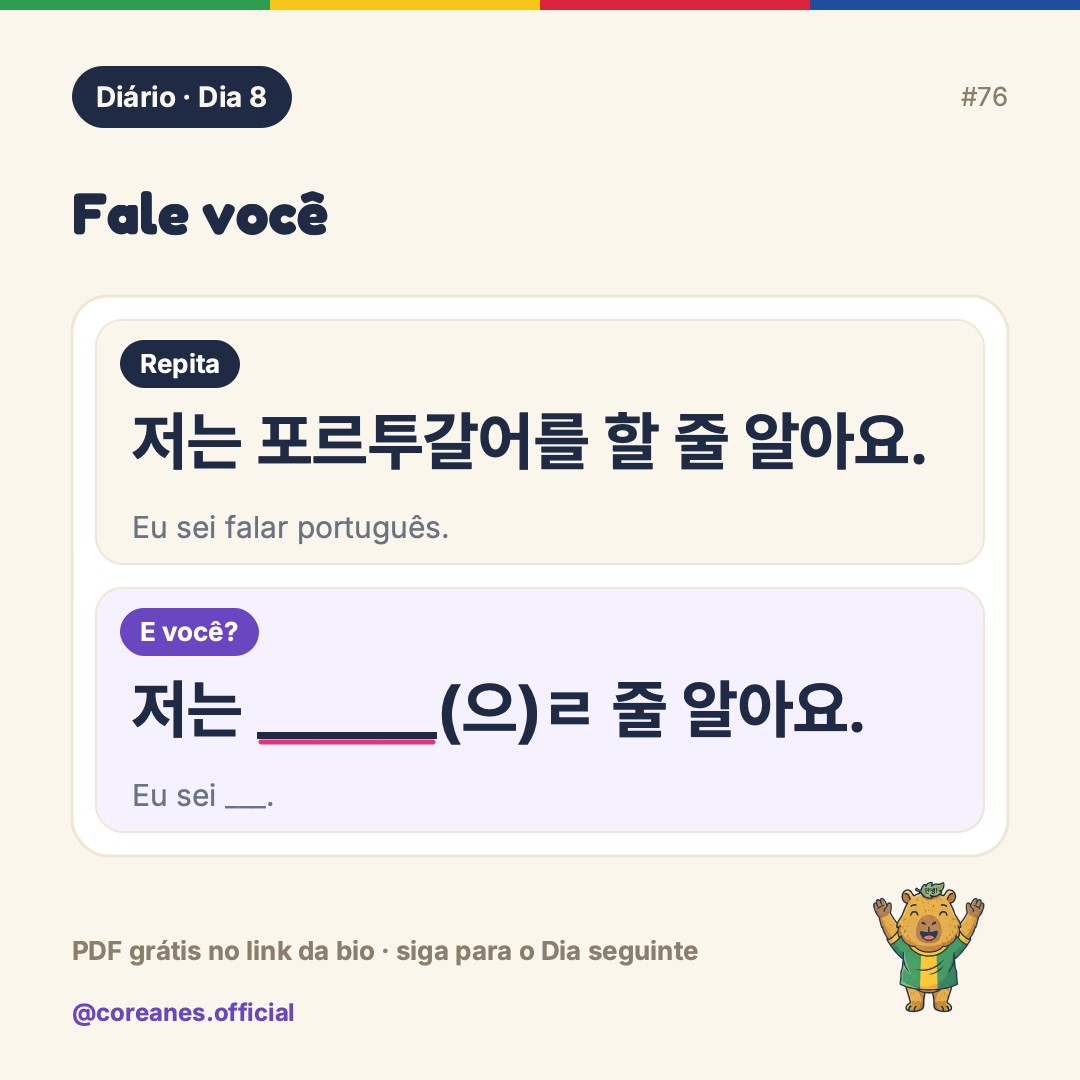 Diário · Dia 8
#76
Fale você
Repita
저는 포르투갈어를 할 줄 알아요.
Eu sei falar português.
E você?
저는 ______(으)ㄹ 줄 알아요.
Eu sei ___.
PDF grátis no link da bio · siga para o Dia seguinte
@coreanes.official